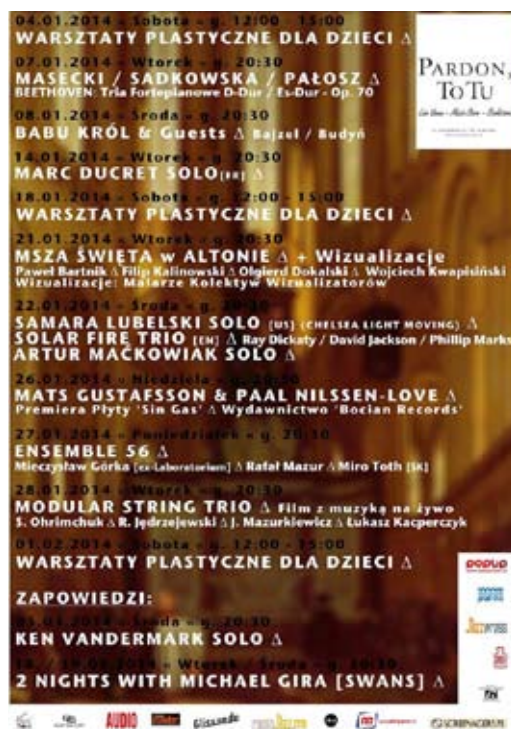 04.01.2014 - Sobota - g. 12:00 - 15:00
WARSZTATY PLASTYCZNE DLA DZIECI Δ
07.01.2014 - Wtorek - g. 20:30
MASECKI / SADKOWSKA / PAŁOSZ Δ
BEETHOVEN: Tria Fortepianowe D-Dur / Es-Dur - Op. 70
08.01.2014 - Środa - g. 20:30
BABU KRÓL & Guests Δ Bajzel / Budyń
14.01.2014 - Wtorek - g. 20:30
MARC DUCRET SOLO [FR] Δ
18.01.2014 - Sobota - g. 12:00 - 15:00
WARSZTATY PLASTYCZNE DLA DZIECI Δ
21.01.2014 - Wtorek - g. 20:30
MSZA ŚWIĘTA w ALTONIE Δ + Wizualizacje
Paweł Bartnik Δ Filip Kalinowski Δ Olgierd Dokalski Δ Wojciech Kwapisiński
Wizualizacje: Malarze Kolektyw Wizualizatorów
22.01.2014 - Środa - g. 20:30
SAMARA LUBELSKI SOLO [US] (CHELSEA LIGHT MOVING) Δ
SOLAR FIRE TRIO [EN] Δ Ray Dickaty / David Jackson / Phillip Marks
ARTUR MAĆKOWIAK SOLO Δ
26.01.2014 - Niedziela - g. 20:30
MATS GUSTAFSSON & PAAL NILSSEN-LOVE Δ
Premiera Płyty 'Sin Gas' Δ Wydawnictwo 'Bocian Records'
27.01.2014 - Poniedziałek - g. 20:30
ENSEMBLE 56 Δ
Mieczysław Górka [ex-Laboratorium] Δ Rafał Mazur Δ Miro Toth [SK]
28.01.2014 - Wtorek - g. 20:30
MODULAR STRING TRIO Δ Film z muzyką na żywo
S. Ohrimchuk Δ R. Jędrzejewski Δ J. Mazurkiewicz Δ Łukasz Kacperczyk
01.02.2014 - Sobota - g. 12:00 - 15:00
WARSZTATY PLASTYCZNE DLA DZIECI Δ
ZAPOWIEDZI:
05.03.2014 - Środa - g. 20:30
KEN VANDERMARK SOLO Δ
2014 - Wtorek / Środa - g. 20:30
2 NIGHTS WITH MICHAEL GIRA [SWANS] Δ
PARDON,
TO TU
popup
AUDIO
Glissando
SCREENAGERS.PL